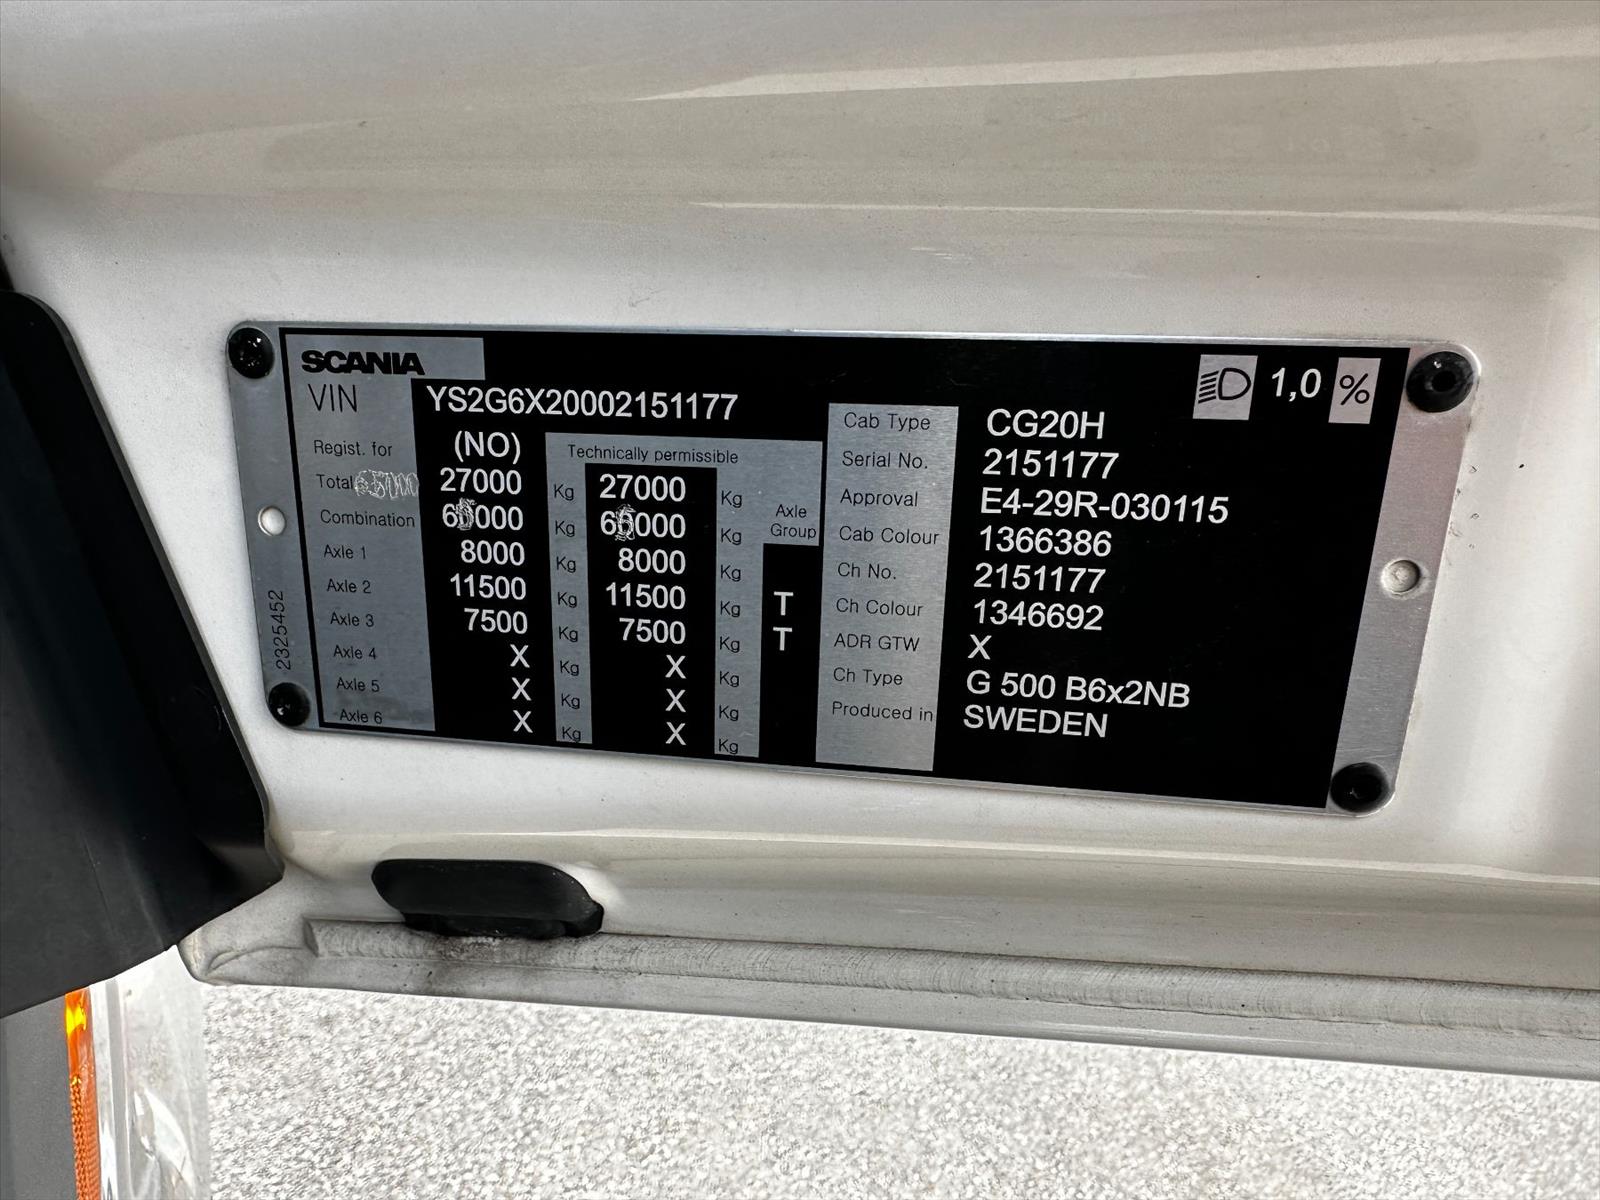 SCANIA
VIN YS2G6X20002151177
1,0 %
Regist. for (NO) Technically permissible
Total 27000 Kg 27000 Kg
Combination Kg Kg
Axle Group
Axle 1 8000 Kg 8000 Kg
Axle 2 11500 Kg 11500 Kg T
Axle 3 7500 Kg 7500 Kg T
Axle 4 X Kg X Kg
Axle 5 X Kg X Kg
Axle 6 X Kg X Kg
Cab Type CG20H
Serial No. 2151177
Approval E4-29R-030115
Cab Colour 1366386
Ch No. 2151177
Ch Colour 1346692
ADR GTW X
Ch Type G 500 B6x2NB
Produced in SWEDEN
2325452